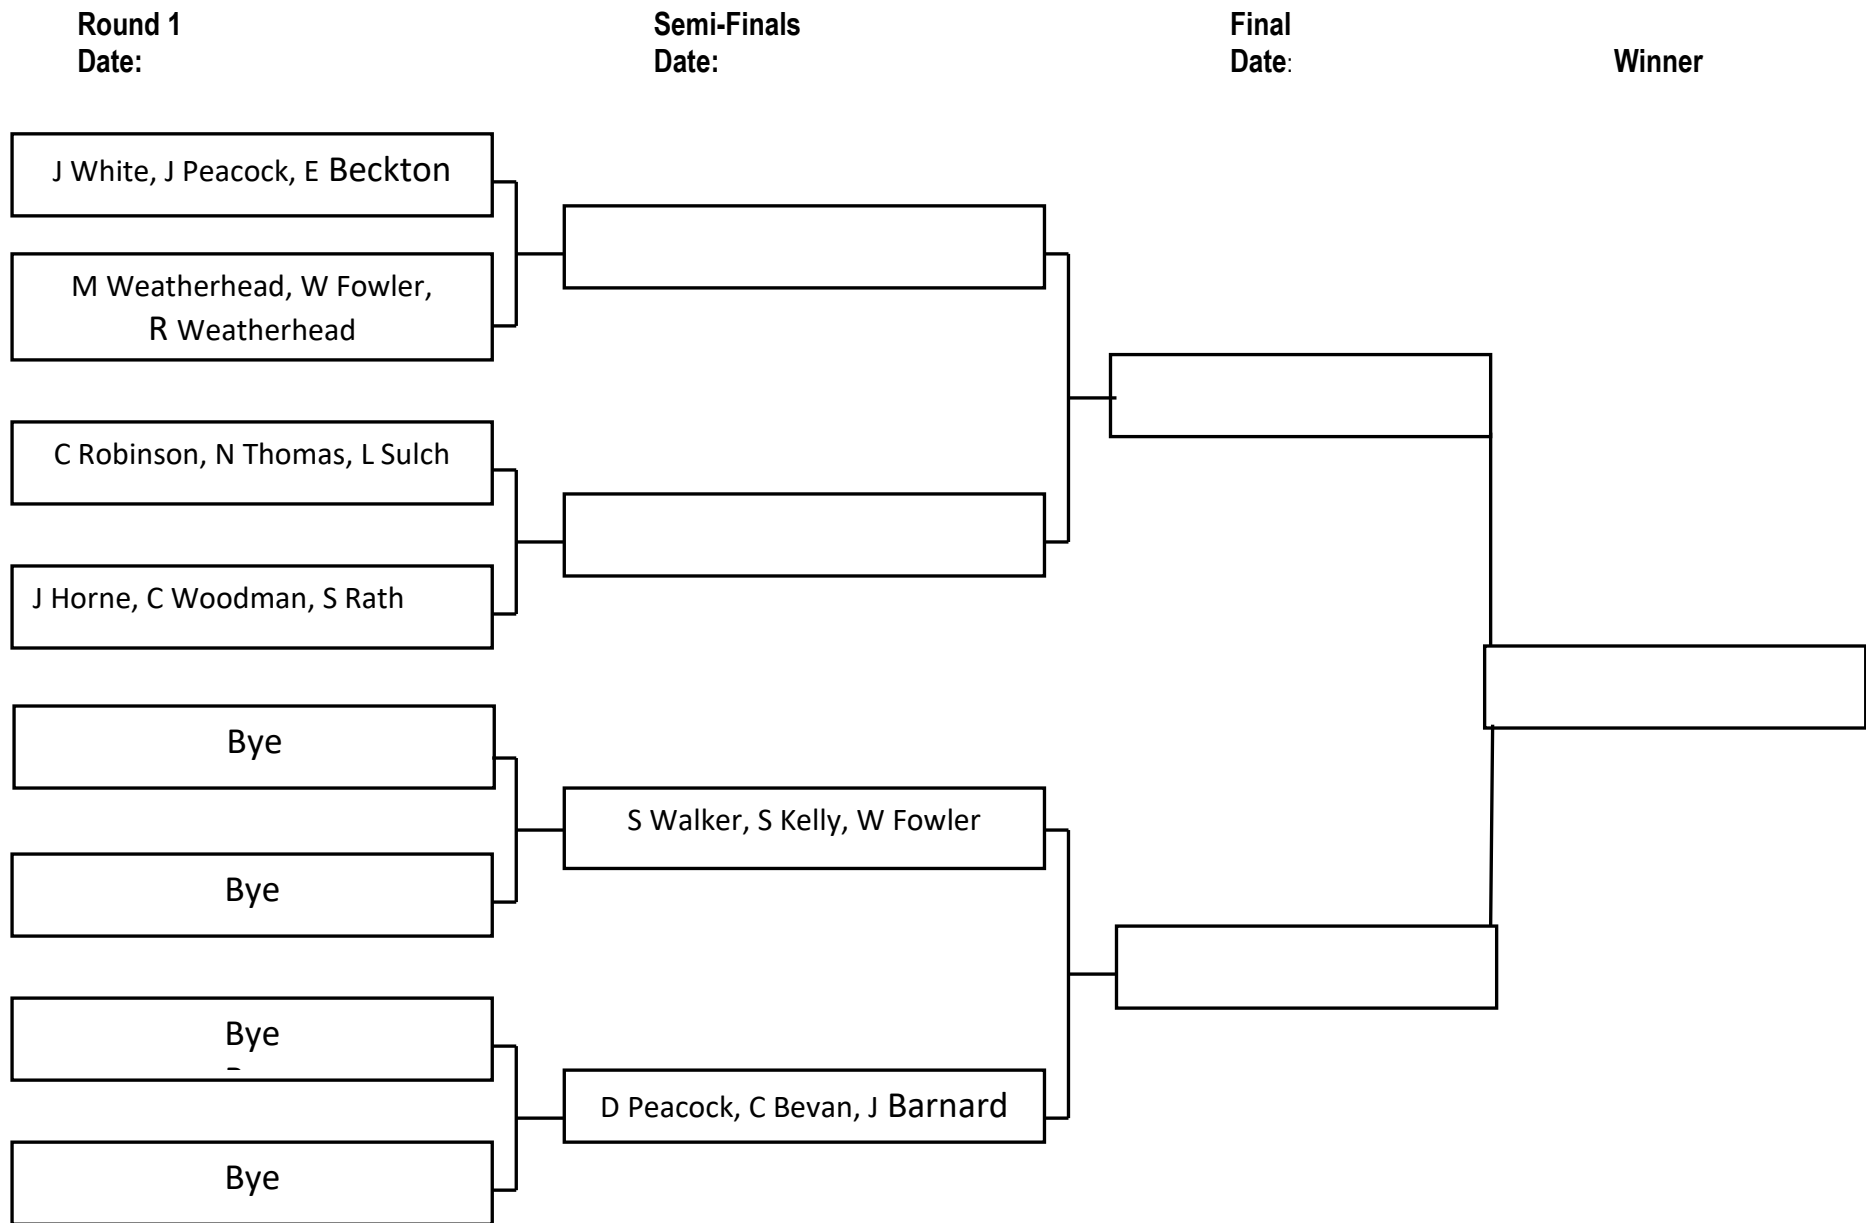 Round 1
Date:
Semi-Finals
Date:
Final
Date:
Winner
J White, J Peacock, E Beckton
M Weatherhead, W Fowler,
R Weatherhead
C Robinson, N Thomas, L Sulch
J Horne, C Woodman, S Rath
Bye
Bye
S Walker, S Kelly, W Fowler
Bye
Bye
D Peacock, C Bevan, J Barnard